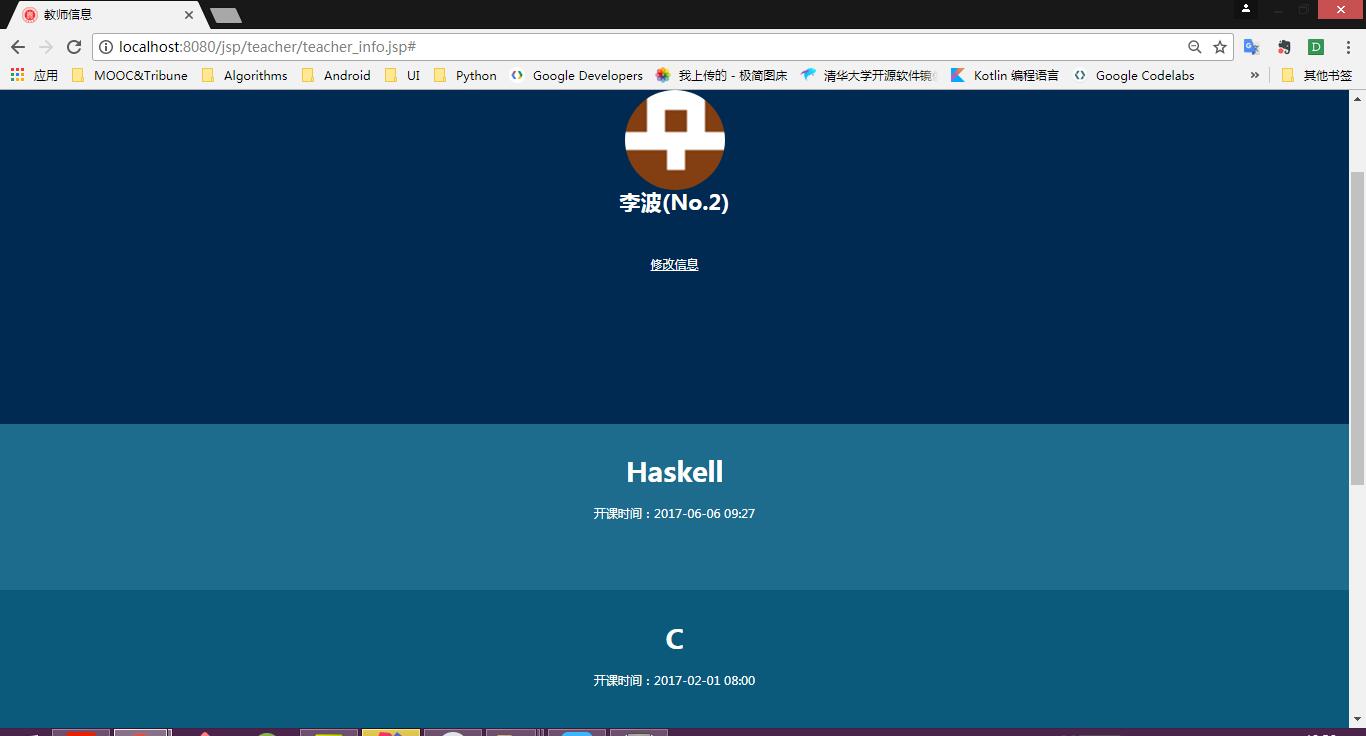 教师信息
localhost:8080/jsp/teacher/teacher_info.jsp#
应用 MOOC&Tribune Algorithms Android UI Python Google Developers 我上传的 - 极简图床 清华大学开源软件镜 Kotlin 编程语言 Google Codelabs » 其他书签
李波(No.2)
修改信息
Haskell
开课时间：2017-06-06 09:27
C
开课时间：2017-02-01 08:00